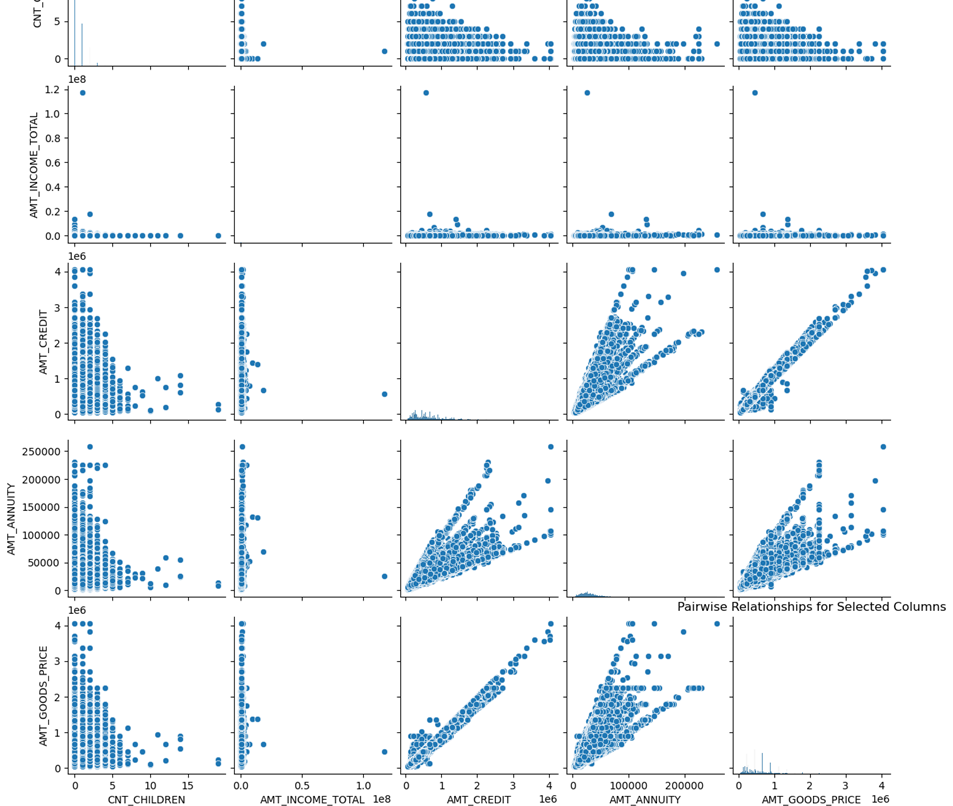 CNT_C
5
0
1e8
AMT_INCOME_TOTAL
1.2
1.0
0.8
0.6
0.4
0.2
0.0
1e6
AMT_CREDIT
4
3
2
1
0
AMT_ANNUITY
250000
200000
150000
100000
50000
0
Pairwise Relationships for Selected Columns
1e6
AMT_GOODS_PRICE
4
3
2
1
0
0 5 10 15 0.0 0.5 1.0 0 1 2 3 4 100000 200000 0 1 2 3 4
CNT_CHILDREN AMT_INCOME_TOTAL 1e8 AMT_CREDIT 1e6 AMT_ANNUITY AMT_GOODS_PRICE 1e6